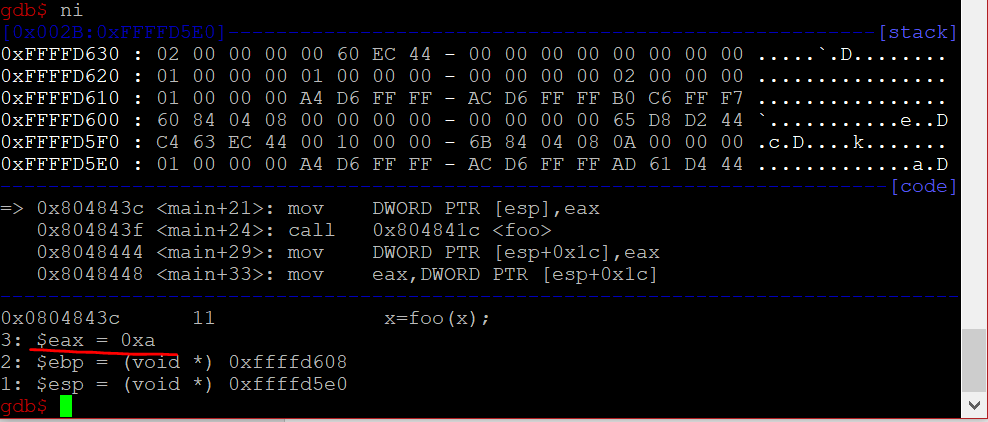 gdb$ ni
[0x002B:0xFFFFD5E0]------------------------------------------------------------[stack]
0xFFFFD630 : 02 00 00 00 00 60 EC 44 - 00 00 00 00 00 00 00 00 .....`.D........
0xFFFFD620 : 01 00 00 00 01 00 00 00 - 00 00 00 00 02 00 00 00 ................
0xFFFFD610 : 01 00 00 00 A4 D6 FF FF - AC D6 FF FF B0 C6 FF F7 ................
0xFFFFD600 : 60 84 04 08 00 00 00 00 - 00 00 00 00 65 D8 D2 44 `...........e..D
0xFFFFD5F0 : C4 63 EC 44 00 10 00 00 - 6B 84 04 08 0A 00 00 00 .c.D....k.......
0xFFFFD5E0 : 01 00 00 00 A4 D6 FF FF - AC D6 FF FF AD 61 D4 44 .............a.D
--------------------------------------------------------------------------[code]
=> 0x804843c <main+21>: mov    DWORD PTR [esp],eax
   0x804843f <main+24>: call   0x804841c <foo>
   0x8048444 <main+29>: mov    DWORD PTR [esp+0x1c],eax
   0x8048448 <main+33>: mov    eax,DWORD PTR [esp+0x1c]
--------------------------------------------------------------------------------
0x0804843c      11              x=foo(x);
3: $eax = 0xa
2: $ebp = (void *) 0xffffd608
1: $esp = (void *) 0xffffd5e0
gdb$